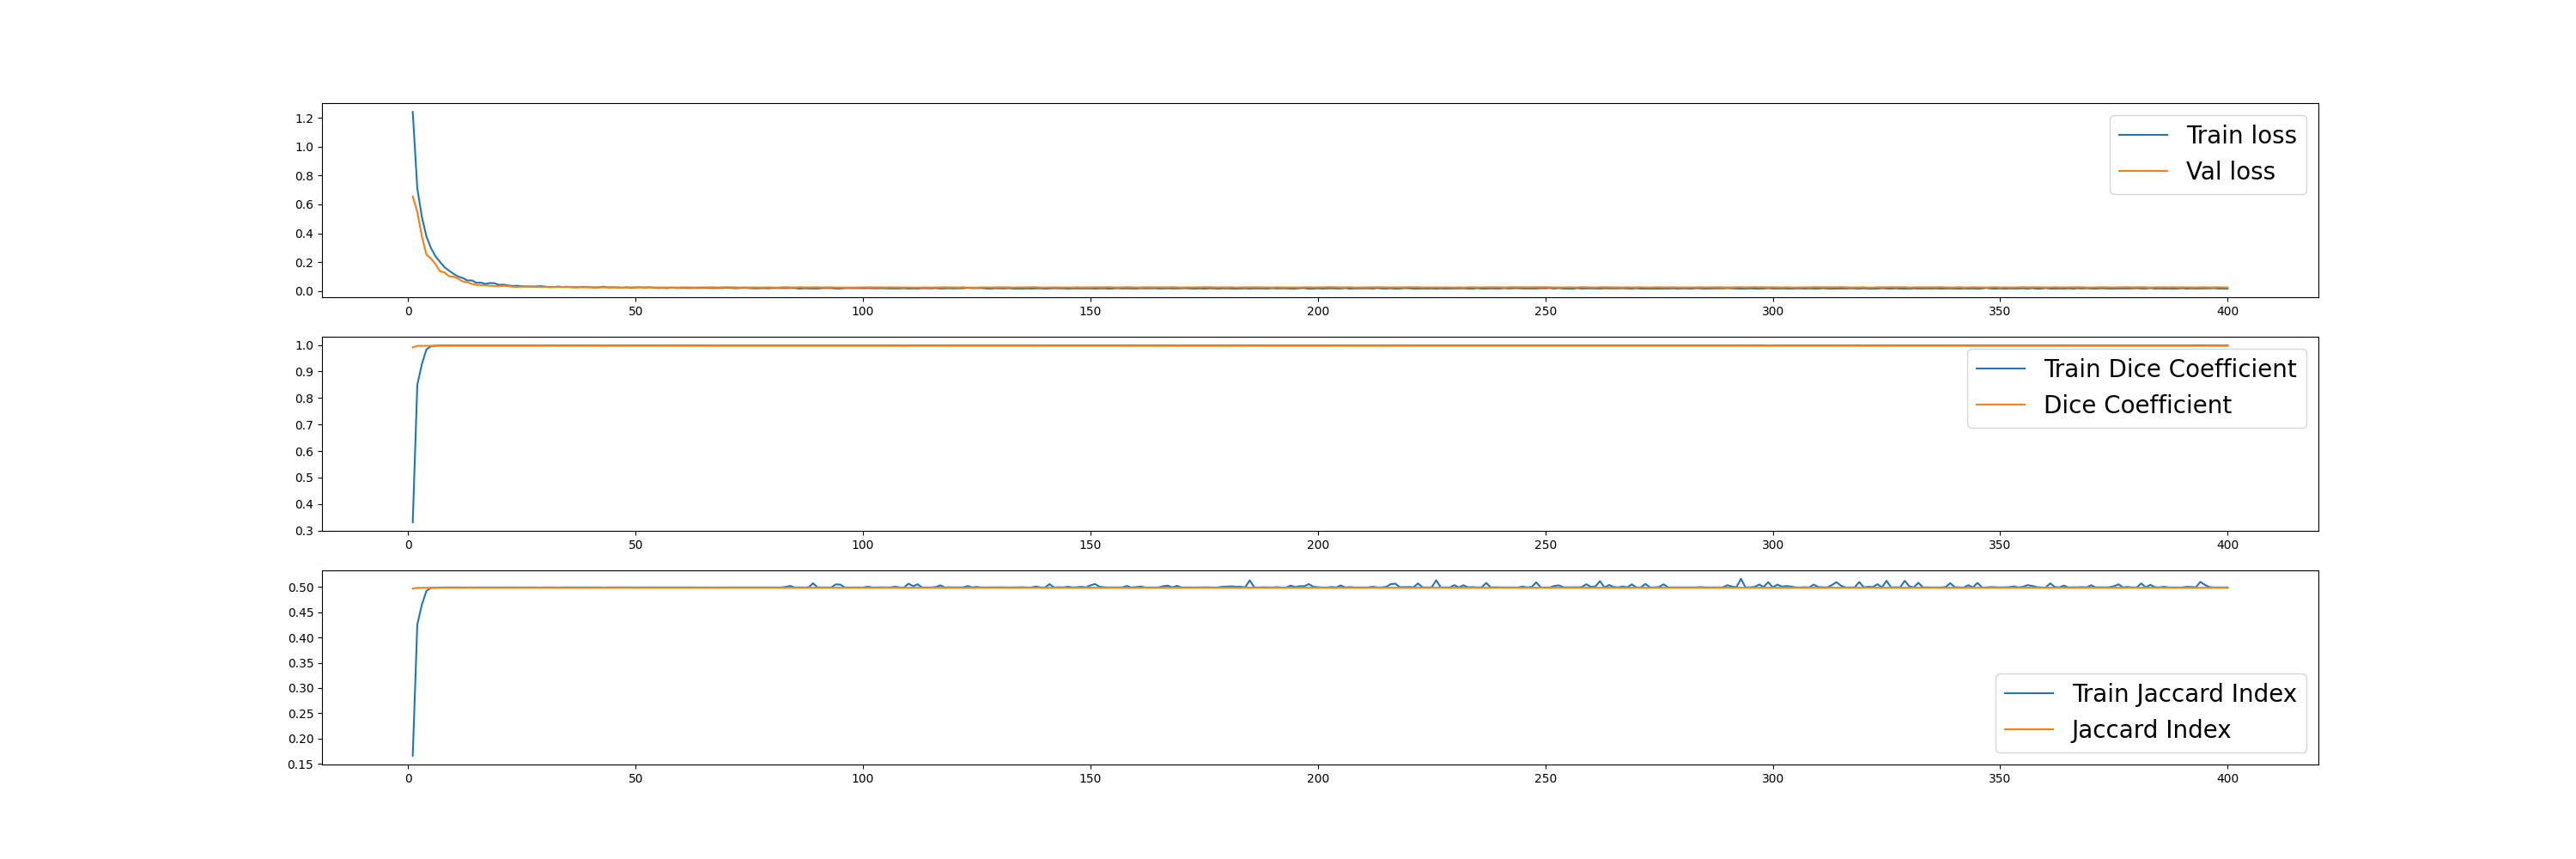 1.2
1.0
0.8
0.6
0.4
0.2
0.0
Train loss
Val loss
0 50 100 150 200 250 300 350 400
1.0
0.9
0.8
0.7
0.6
0.5
0.4
0.3
Train Dice Coefficient
Dice Coefficient
0 50 100 150 200 250 300 350 400
0.50
0.45
0.40
0.35
0.30
0.25
0.20
0.15
Train Jaccard Index
Jaccard Index
0 50 100 150 200 250 300 350 400